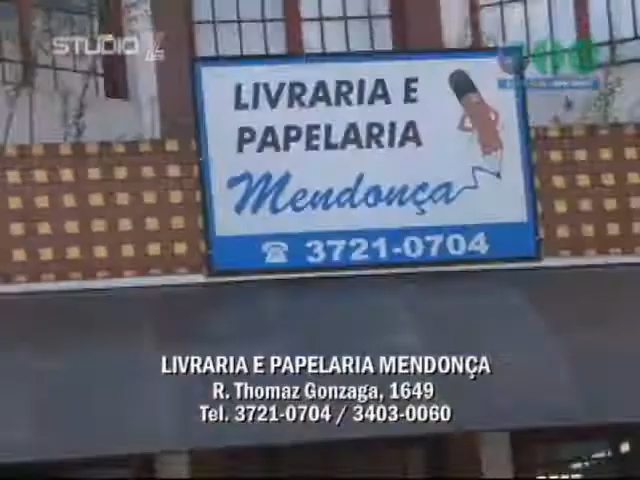 STUDIO
LIVRARIA E
PAPELARIA
Mendonça
☎ 3721-0704
LIVRARIA E PAPELARIA MENDONÇA
R. Thomaz Gonzaga, 1649
Tel. 3721-0704 / 3403-0060